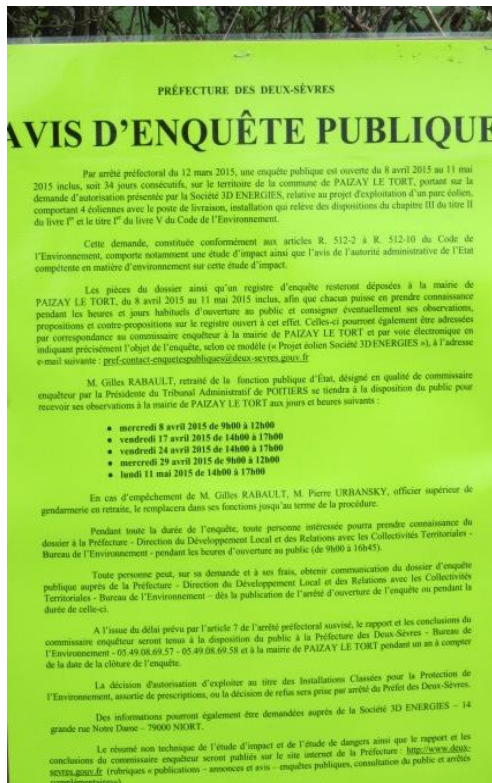 PRÉFECTURE DES DEUX-SÈVRES
AVIS D'ENQUÊTE PUBLIQUE
Par arrêté préfectoral du 12 mars 2015, une enquête publique est ouverte du 8 avril 2015 au 11 mai
2015 inclus, soit 34 jours consécutifs, sur le territoire de la commune de PAIZAY LE TORT, portant sur la
demande d'autorisation présentée par la Société 3D ENERGIES, relative au projet d'exploitation d'un parc éolien,
comportant 4 éoliennes avec le poste de livraison, installation qui relève des dispositions du chapitre III du titre II
du livre Ier et le titre Ier du livre V du Code de l'Environnement.
Cette demande, constituée conformément aux articles R. 512-2 à R. 512-10 du Code de
l'Environnement, comporte notamment une étude d'impact ainsi que l'avis de l'autorité administrative de l'Etat
compétente en matière d'environnement sur cette étude d'impact.
Les pièces du dossier ainsi qu'un registre d'enquête resteront déposées à la mairie de
PAIZAY LE TORT, du 8 avril 2015 au 11 mai 2015 inclus, afin que chacun puisse en prendre connaissance
pendant les heures et jours habituels d'ouverture au public et consigner éventuellement ses observations,
propositions et contre-propositions sur le registre ouvert à cet effet. Celles-ci pourront également être adressées
par correspondance au commissaire enquêteur à la mairie de PAIZAY LE TORT et par voie électronique en
indiquant précisément l'objet de l'enquête, selon ce modèle (« Projet éolien Société 3D ENERGIES »), à l'adresse
e-mail suivante : pref-contact-enquetespubliques@deux-sevres.gouv.fr
M. Gilles RABAULT, retraité de la fonction publique d'État, désigné en qualité de commissaire
enquêteur par la Présidente du Tribunal Administratif de POITIERS se tiendra à la disposition du public pour
recevoir ses observations à la mairie de PAIZAY LE TORT aux jours et heures suivants :
• mercredi 8 avril 2015 de 9h00 à 12h00
• vendredi 17 avril 2015 de 14h00 à 17h00
• vendredi 24 avril 2015 de 14h00 à 17h00
• mercredi 29 avril 2015 de 9h00 à 12h00
• lundi 11 mai 2015 de 14h00 à 17h00
En cas d'empêchement de M. Gilles RABAULT, M. Pierre URBANSKY, officier supérieur de
gendarmerie en retraite, le remplacera dans ses fonctions jusqu'au terme de la procédure.
Pendant toute la durée de l'enquête, toute personne intéressée pourra prendre connaissance du
dossier à la Préfecture - Direction du Développement Local et des Relations avec les Collectivités Territoriales -
Bureau de l'Environnement - pendant les heures d'ouverture au public (de 9h00 à 16h45).
Toute personne peut, sur sa demande et à ses frais, obtenir communication du dossier d'enquête
publique auprès de la Préfecture - Direction du Développement Local et des Relations avec les Collectivités
Territoriales - Bureau de l'Environnement – dès la publication de l'arrêté d'ouverture de l'enquête ou pendant la
durée de celle-ci.
A l'issue du délai prévu par l'article 7 de l'arrêté préfectoral susvisé, le rapport et les conclusions du
commissaire enquêteur seront tenus à la disposition du public à la Préfecture des Deux-Sèvres - Bureau de
l'Environnement - 05.49.08.69.57 - 05.49.08.69.58 et à la mairie de PAIZAY LE TORT pendant un an à compter
de la date de la clôture de l'enquête.
La décision d'autorisation d'exploiter au titre des Installations Classées pour la Protection de
l'Environnement, assortie de prescriptions, ou la décision de refus sera prise par arrêté du Préfet des Deux-Sèvres.
Des informations pourront également être demandées auprès de la Société 3D ENERGIES – 14
grande rue Notre Dame – 79000 NIORT.
Le résumé non technique de l'étude d'impact et de l'étude de dangers ainsi que le rapport et les
conclusions du commissaire enquêteur seront publiés sur le site internet de la Préfecture : http://www.deux-
sevres.gouv.fr (rubriques « publications – annonces et avis – enquêtes publiques, consultation du public et arrêtés
complémentaires»)